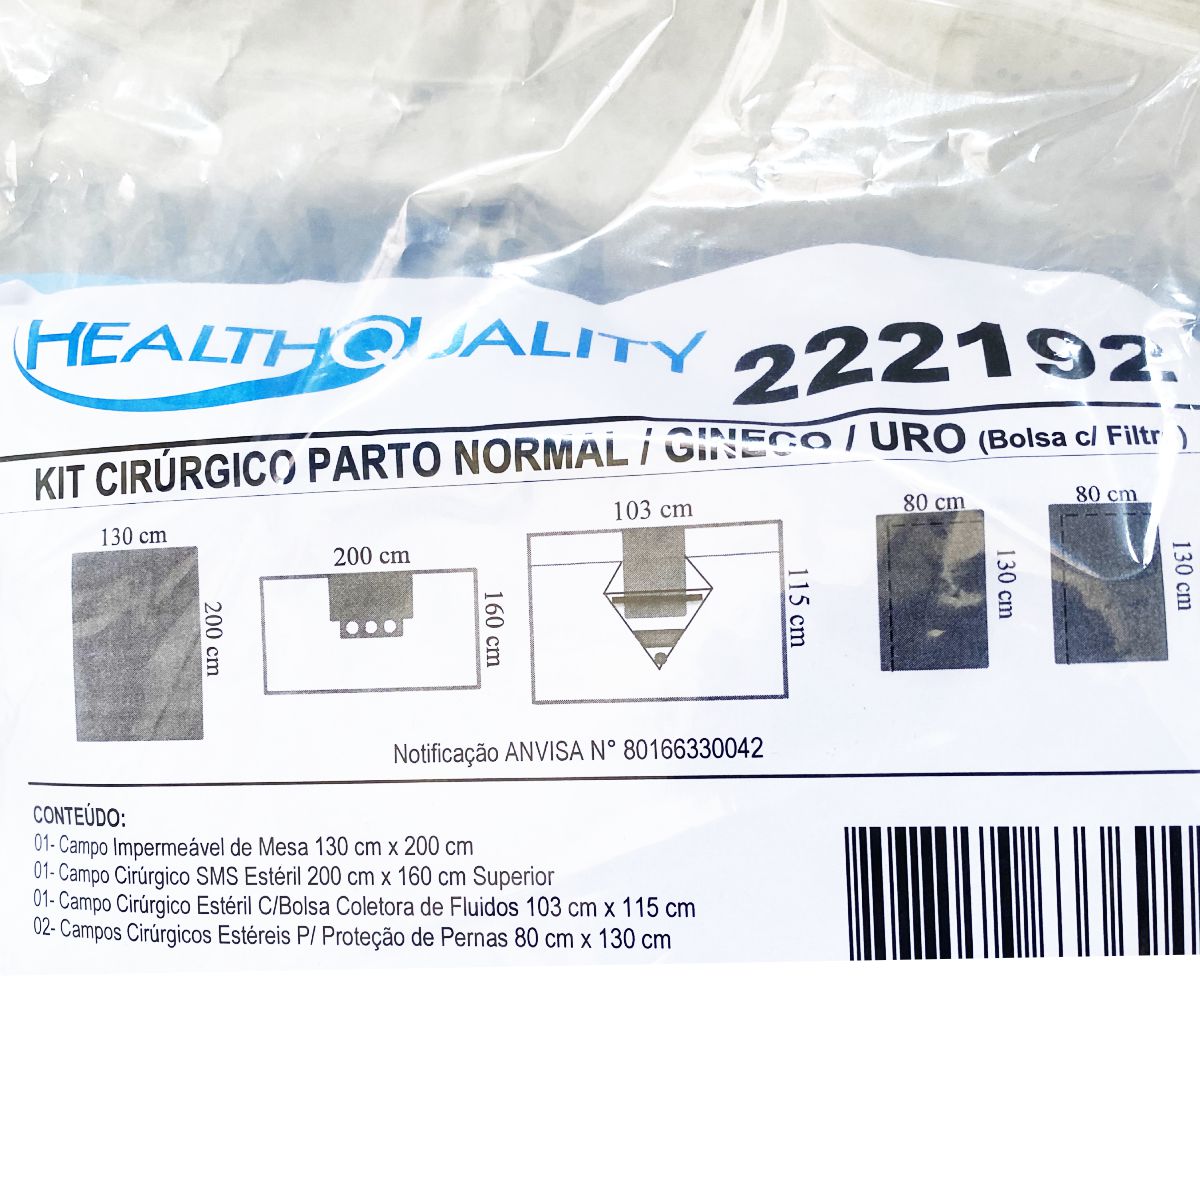 HEALTHQUALITY
222192
KIT CIRÚRGICO PARTO NORMAL / GINECO / URO (Bolsa c/ Filtro)
130 cm
200 cm
200 cm
160 cm
103 cm
115 cm
80 cm
130 cm
80 cm
130 cm
Notificação ANVISA N° 80166330042
CONTEÚDO:
01- Campo Impermeável de Mesa 130 cm x 200 cm
01- Campo Cirúrgico SMS Estéril 200 cm x 160 cm Superior
01- Campo Cirúrgico Estéril C/Bolsa Coletora de Fluidos 103 cm x 115 cm
02- Campos Cirúrgicos Estéreis P/ Proteção de Pernas 80 cm x 130 cm